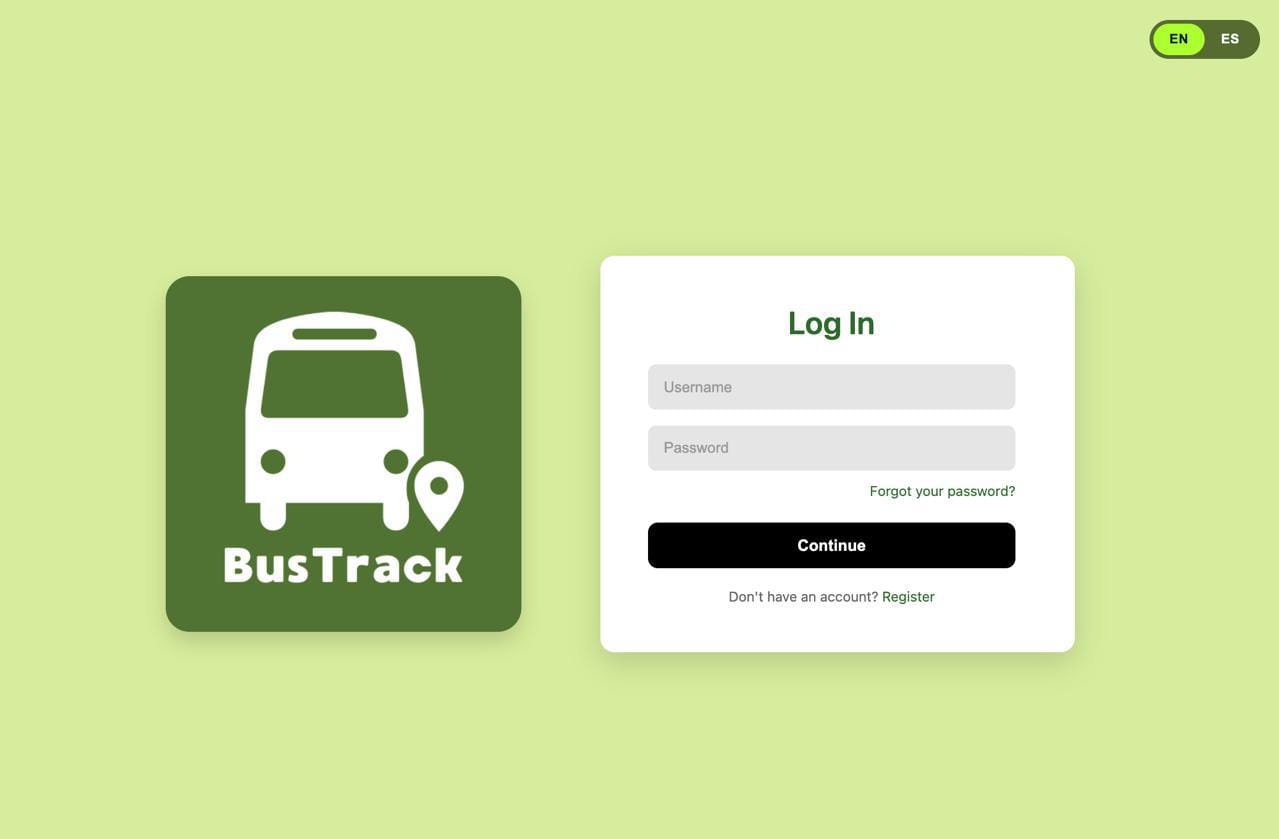 EN ES
BusTrack
Log In
Username
Password
Forgot your password?
Continue
Don't have an account? Register